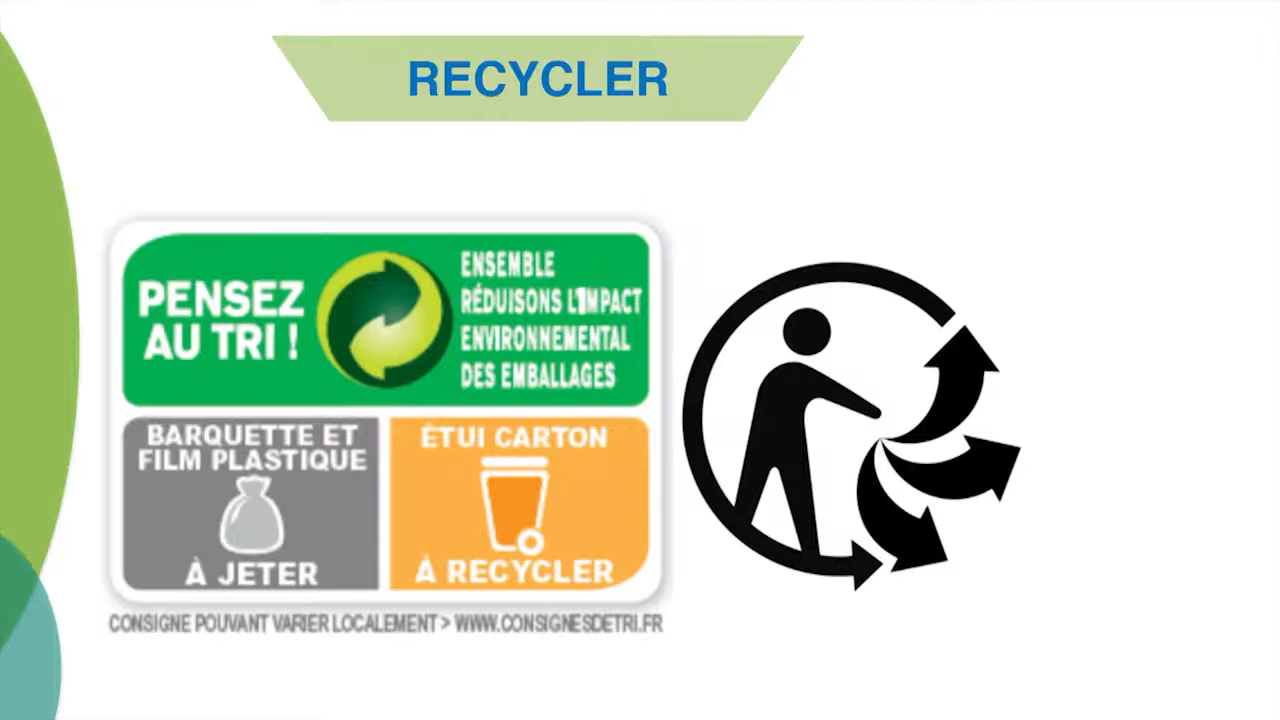 RECYCLER
PENSEZ
AU TRI !
ENSEMBLE
RÉDUISONS L'IMPACT
ENVIRONNEMENTAL
DES EMBALLAGES
BARQUETTE ET
FILM PLASTIQUE
À JETER
ÉTUI CARTON
À RECYCLER
CONSIGNE POUVANT VARIER LOCALEMENT > WWW.CONSIGNESDETRI.FR